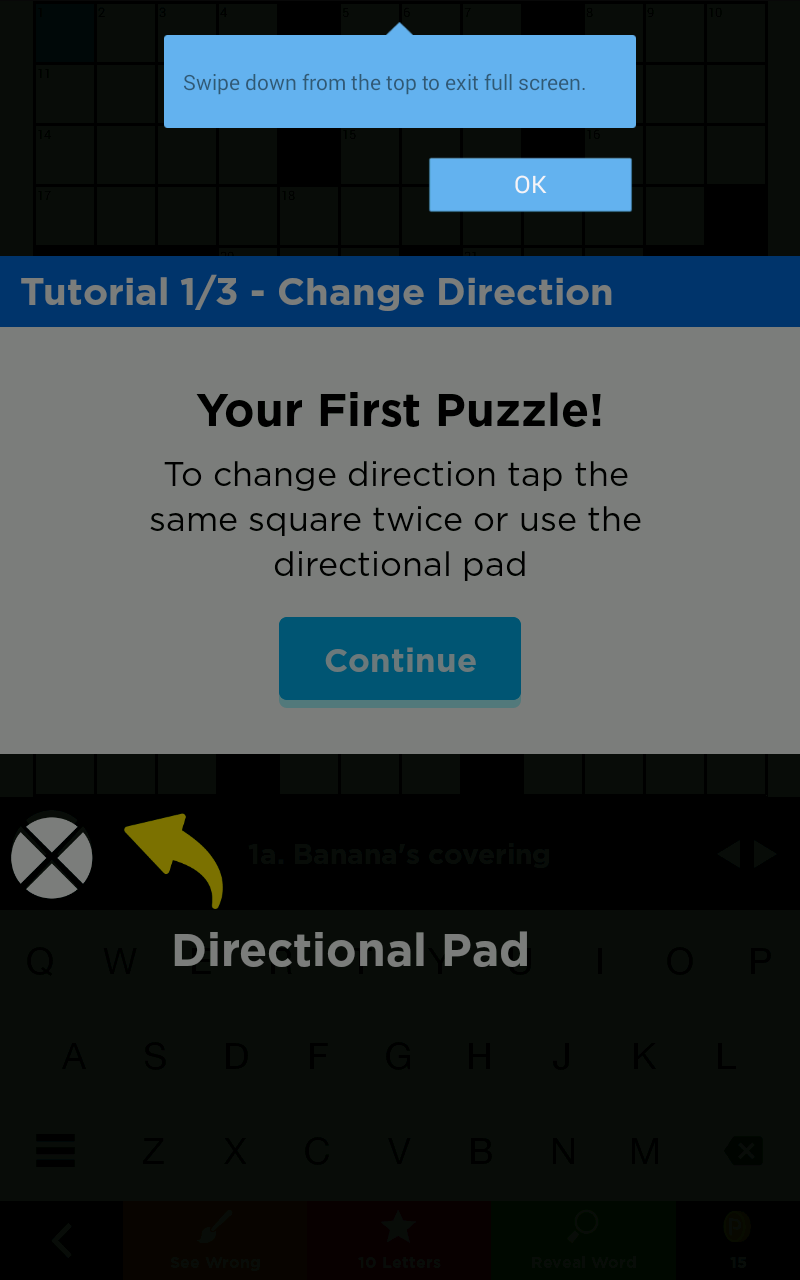 1 2 3 4 5 6 7 8 9 10
11
Swipe down from the top to exit full screen.
14 15 16
OK
17 18
Tutorial 1/3 - Change Direction
Your First Puzzle!
To change direction tap the
same square twice or use the
directional pad
Continue
1a. Banana's covering
Directional Pad
Q W E R T Y U I O P
A S D F G H J K L
Z X C V B N M
See Wrong 10 Letters Reveal Word 15